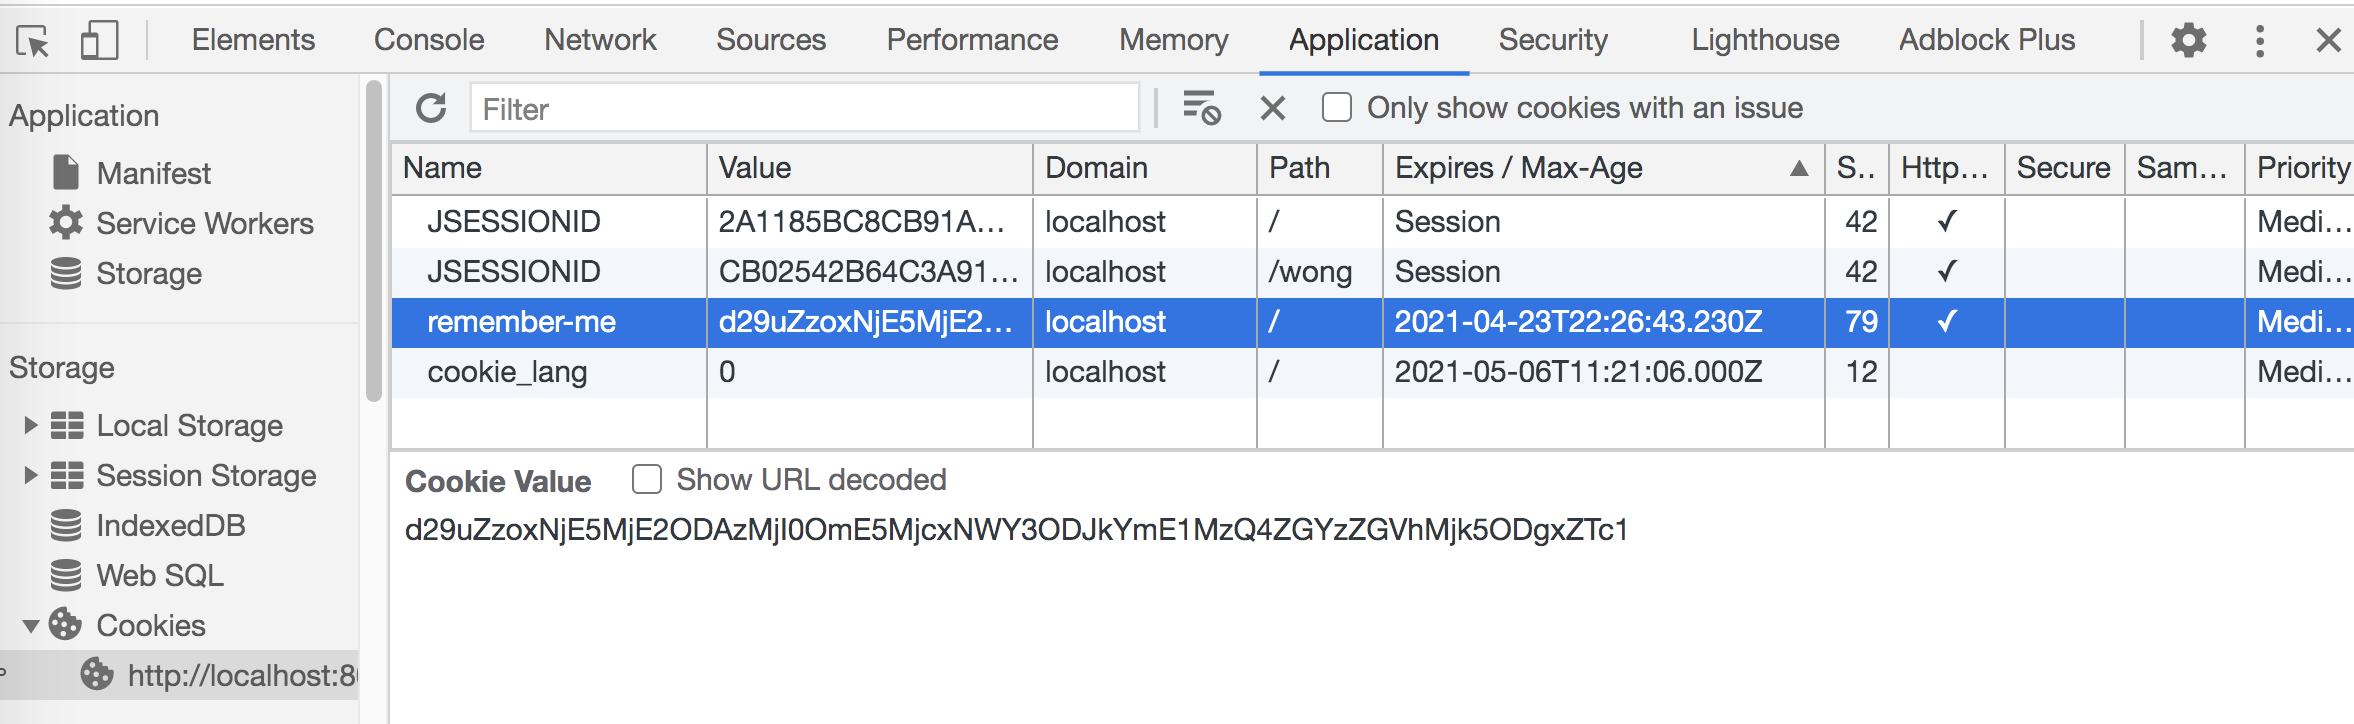 Elements Console Network Sources Performance Memory Application Security Lighthouse Adblock Plus
Application
Manifest
Service Workers
Storage
Storage
Local Storage
Session Storage
IndexedDB
Web SQL
Cookies
http://localhost:80
Filter Only show cookies with an issue
Name Value Domain Path Expires / Max-Age S.. Http... Secure Sam... Priority
JSESSIONID 2A1185BC8CB91A... localhost / Session 42 ✓ Medi...
JSESSIONID CB02542B64C3A91... localhost /wong Session 42 ✓ Medi...
remember-me d29uZzoxNjE5MjE2... localhost / 2021-04-23T22:26:43.230Z 79 ✓ Medi...
cookie_lang 0 localhost / 2021-05-06T11:21:06.000Z 12 Medi...
Cookie Value Show URL decoded
d29uZzoxNjE5MjE2ODAzMjI0OmE5MjcxNWY3ODJkYmE1MzQ4ZGYzZGVhMjk5ODgxZTc1